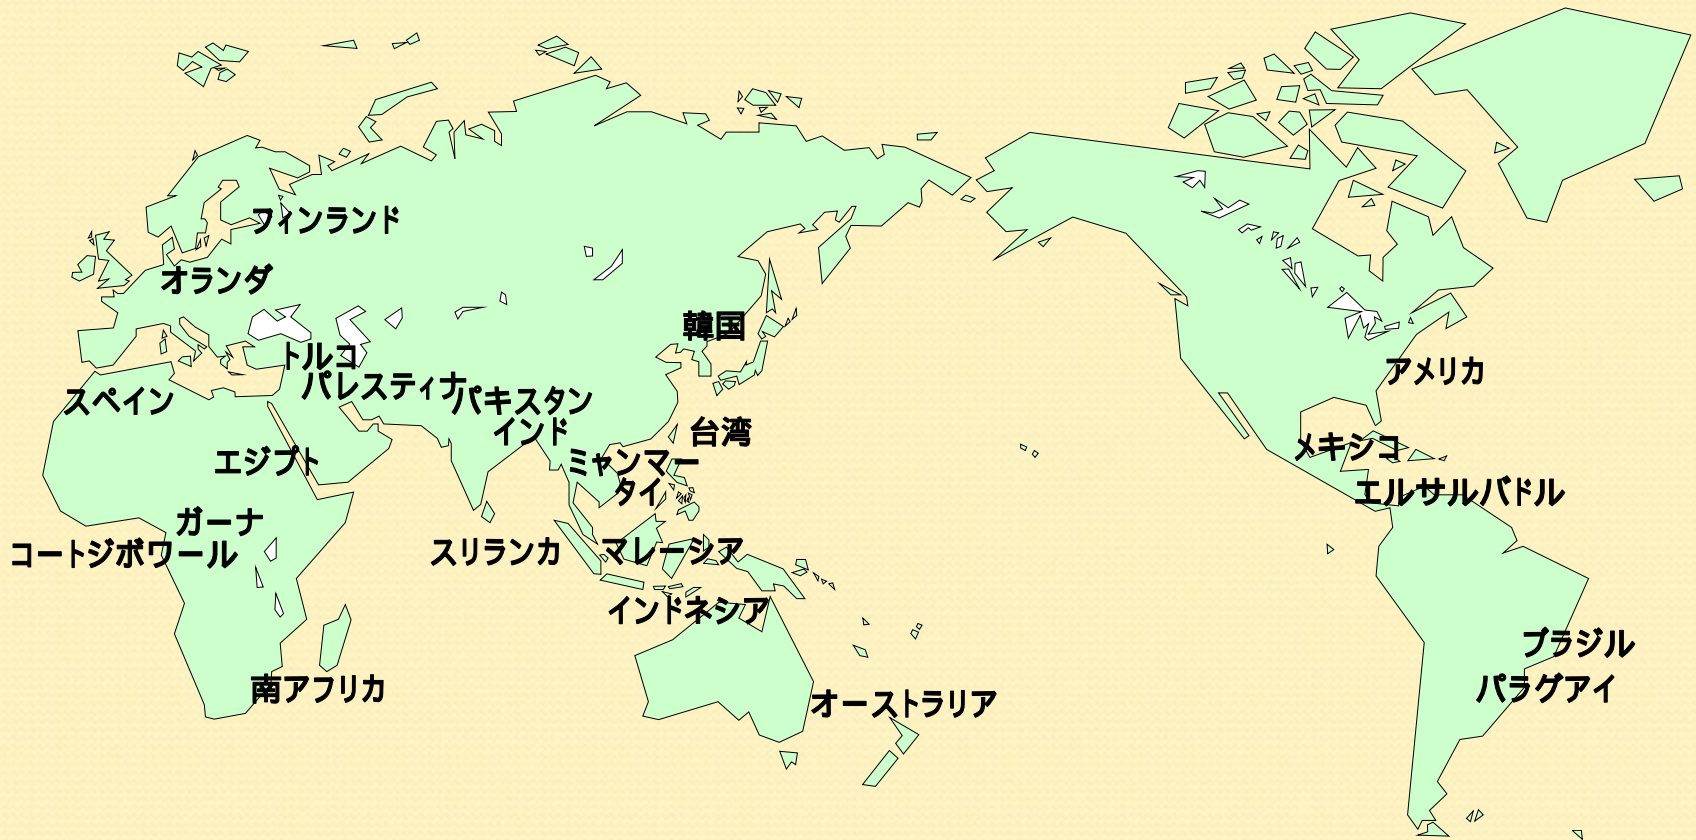 フィンランド
オランダ
韓国
トルコ
アメリカ
パレスティナ
スペイン
パキスタン
インド
台湾
メキシコ
エジプト
ミャンマー
タイ
エルサルバドル
ガーナ
コートジボワール
スリランカ
マレーシア
インドネシア
ブラジル
南アフリカ
パラグアイ
オーストラリア